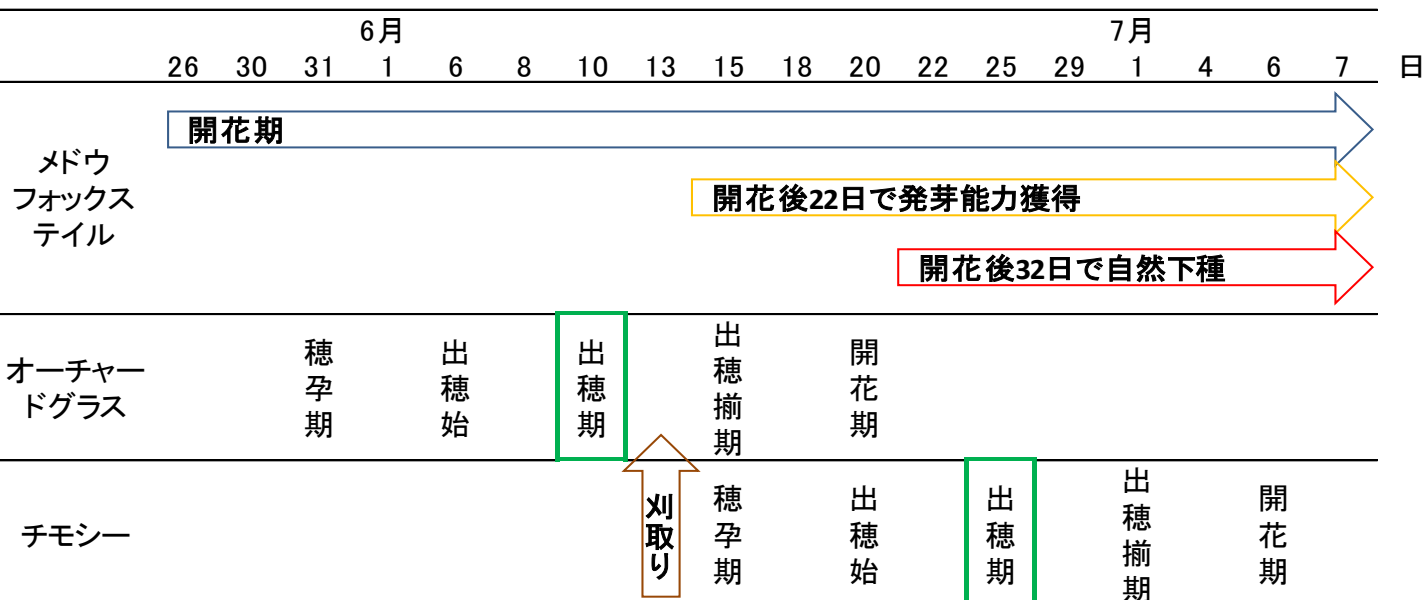 6月 7月
26 30 31 1 6 8 10 13 15 18 20 22 25 29 1 4 6 7 日
メドウ
フォックス
テイル
開花期
開花後22日で発芽能力獲得
開花後32日で自然下種
オーチャー
ドグラス
穂孕期
出穂始
出穂期
出穂揃期
開花期
チモシー
刈取り
穂孕期
出穂始
出穂期
出穂揃期
開花期